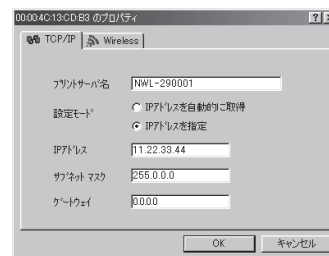 00:00:4C:13:CD:B3 のプロパティ
TCP/IP Wireless
プリントサーバ名 NWL-290001
設定モード IPアドレスを自動的に取得
IPアドレスを指定
IPアドレス 11.22.33.44
サブネット マスク 255.0.0.0
ゲートウェイ 0.0.0.0
OK キャンセル